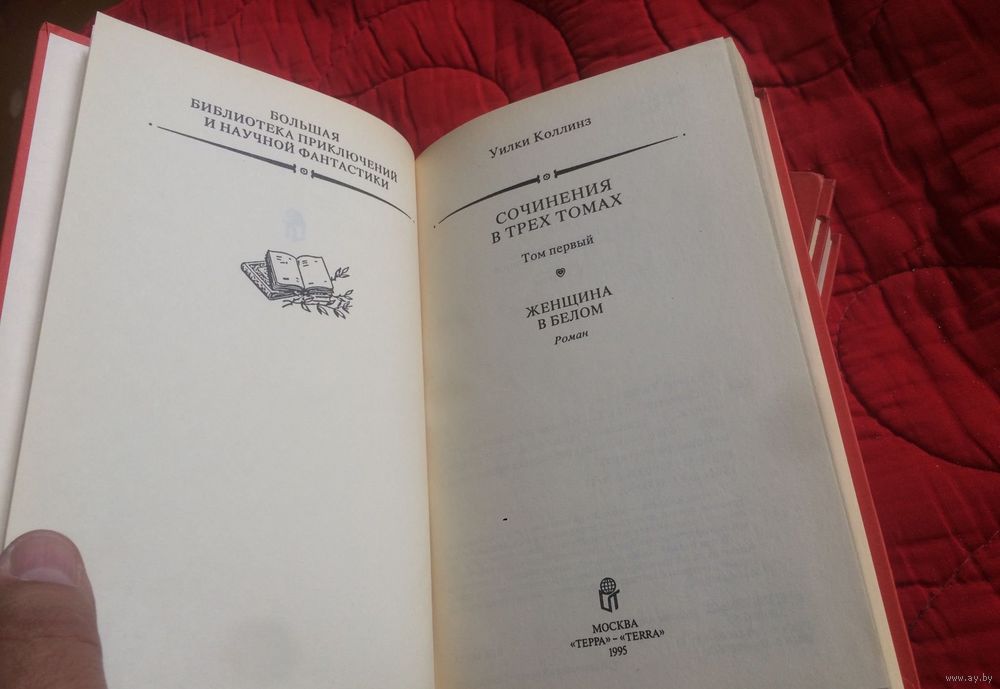 БОЛЬШАЯ
БИБЛИОТЕКА ПРИКЛЮЧЕНИЙ
И НАУЧНОЙ ФАНТАСТИКИ
Уилки Коллинз
СОЧИНЕНИЯ
В ТРЕХ ТОМАХ
Том первый
ЖЕНЩИНА
В БЕЛОМ
Роман
МОСКВА
«ТЕРРА» – «TERRA»
1995
www.ay.by